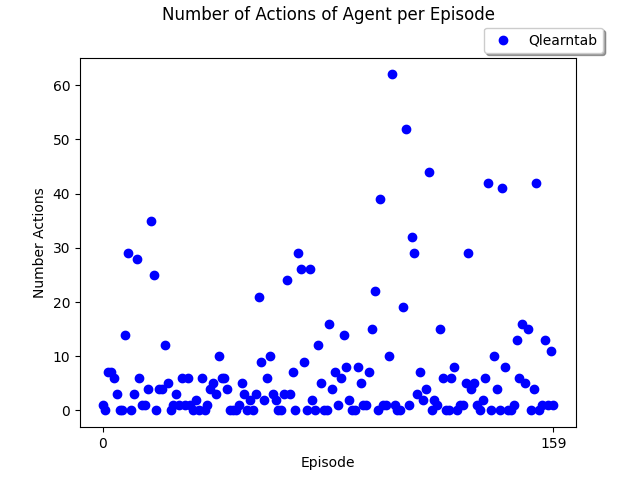 Number of Actions of Agent per Episode
Qlearntab
60
50
40
30
20
10
0
Number Actions
0
159
Episode